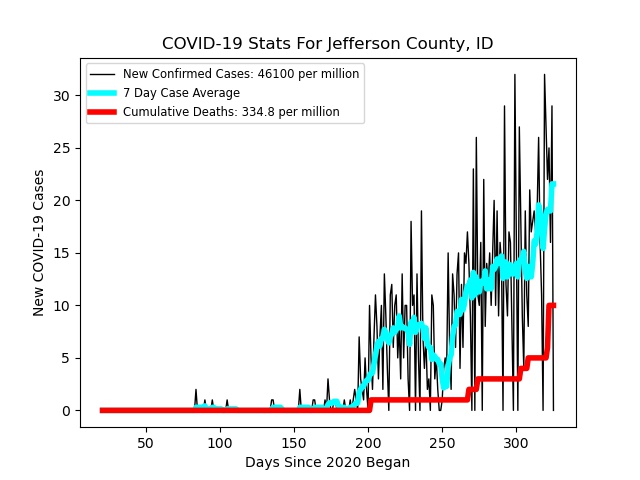 COVID-19 Stats For Jefferson County, ID
New Confirmed Cases: 46100 per million
7 Day Case Average
Cumulative Deaths: 334.8 per million
30
25
20
15
10
5
0
New COVID-19 Cases
50 100 150 200 250 300
Days Since 2020 Began